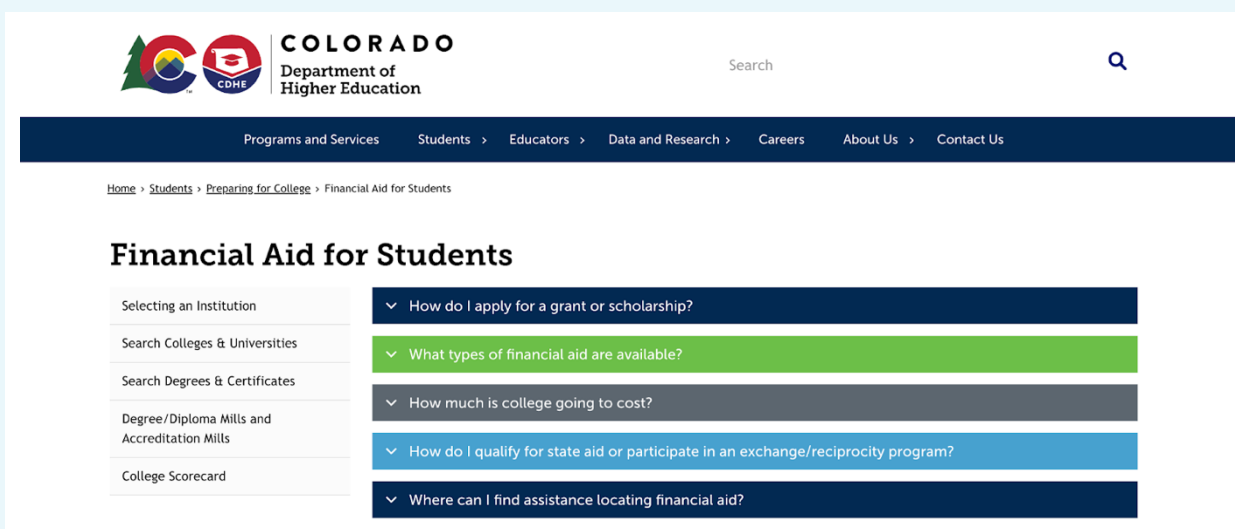 COLORADO
Department of
Higher Education
CDHE
Search
Programs and Services Students > Educators > Data and Research > Careers About Us > Contact Us
Home > Students > Preparing for College > Financial Aid for Students
Financial Aid for Students
Selecting an Institution
Search Colleges & Universities
Search Degrees & Certificates
Degree/Diploma Mills and
Accreditation Mills
College Scorecard
How do I apply for a grant or scholarship?
What types of financial aid are available?
How much is college going to cost?
How do I qualify for state aid or participate in an exchange/reciprocity program?
Where can I find assistance locating financial aid?